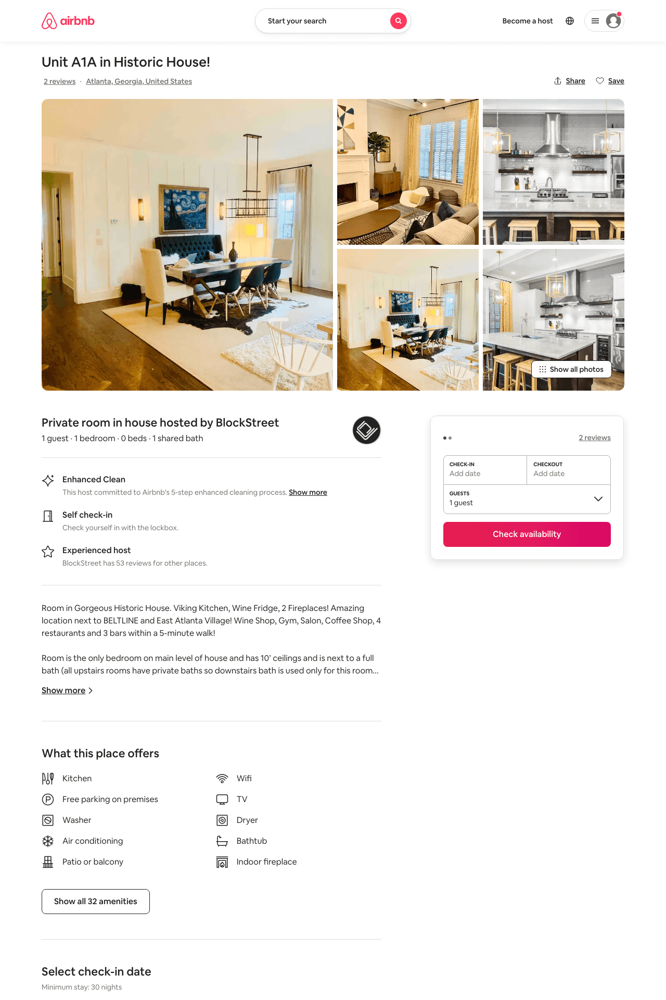 airbnb
Start your search
Become a host
Unit A1A in Historic House!
2 reviews · Atlanta, Georgia, United States
Share
Save
Show all photos
Private room in house hosted by BlockStreet
1 guest · 1 bedroom · 0 beds · 1 shared bath
Enhanced Clean
This host committed to Airbnb's 5-step enhanced cleaning process. Show more
Self check-in
Check yourself in with the lockbox.
Experienced host
BlockStreet has 53 reviews for other places.
2 reviews
CHECK-IN
Add date
CHECKOUT
Add date
GUESTS
1 guest
Check availability
Room in Gorgeous Historic House. Viking Kitchen, Wine Fridge, 2 Fireplaces! Amazing
location next to BELTLINE and East Atlanta Village! Wine Shop, Gym, Salon, Coffee Shop, 4
restaurants and 3 bars within a 5-minute walk!
Room is the only bedroom on main level of house and has 10’ ceilings and is next to a full
bath (all upstairs rooms have private baths so downstairs bath is used only for this room...
Show more
What this place offers
Kitchen
Wifi
Free parking on premises
TV
Washer
Dryer
Air conditioning
Bathtub
Patio or balcony
Indoor fireplace
Show all 32 amenities
Select check-in date
Minimum stay: 30 nights